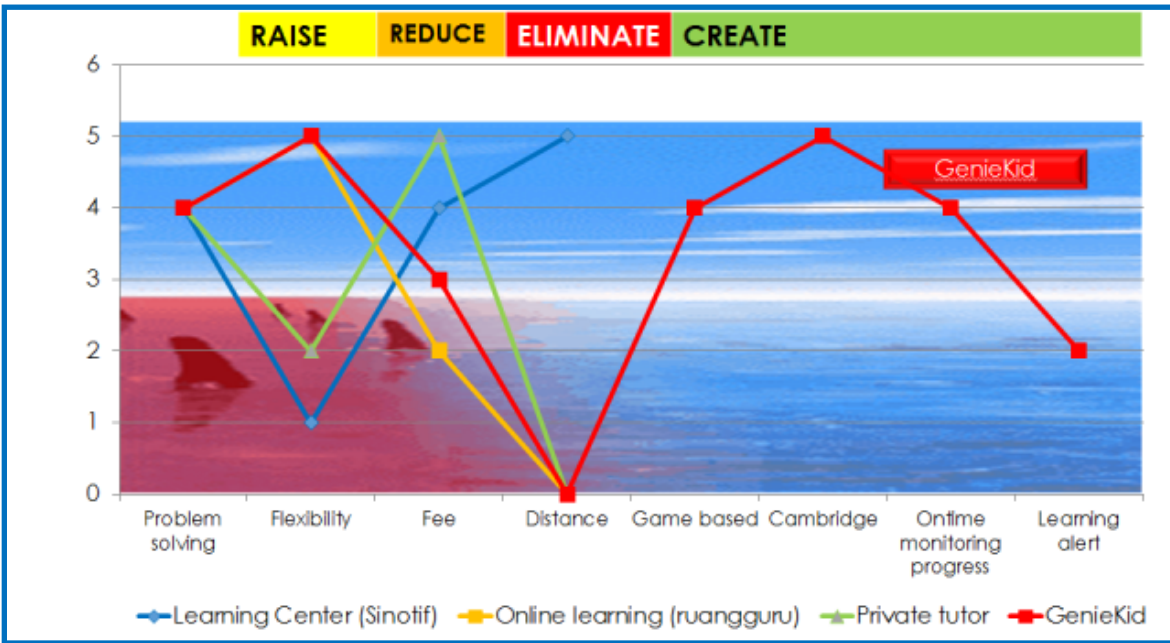 RAISE REDUCE ELIMINATE CREATE
6
5
4
3
2
1
0
GenieKid
Problem solving
Flexibility
Fee
Distance
Game based
Cambridge
Ontime monitoring progress
Learning alert
Learning Center (Sinotif) Online learning (ruangguru) Private tutor GenieKid